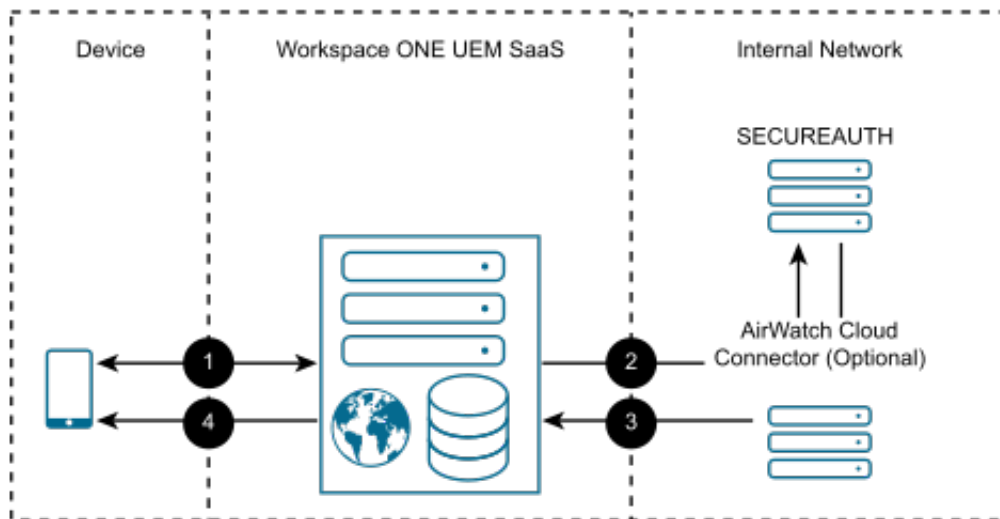 Device
Workspace ONE UEM SaaS
Internal Network
SECUREAUTH
AirWatch Cloud
Connector (Optional)
1
2
4
3